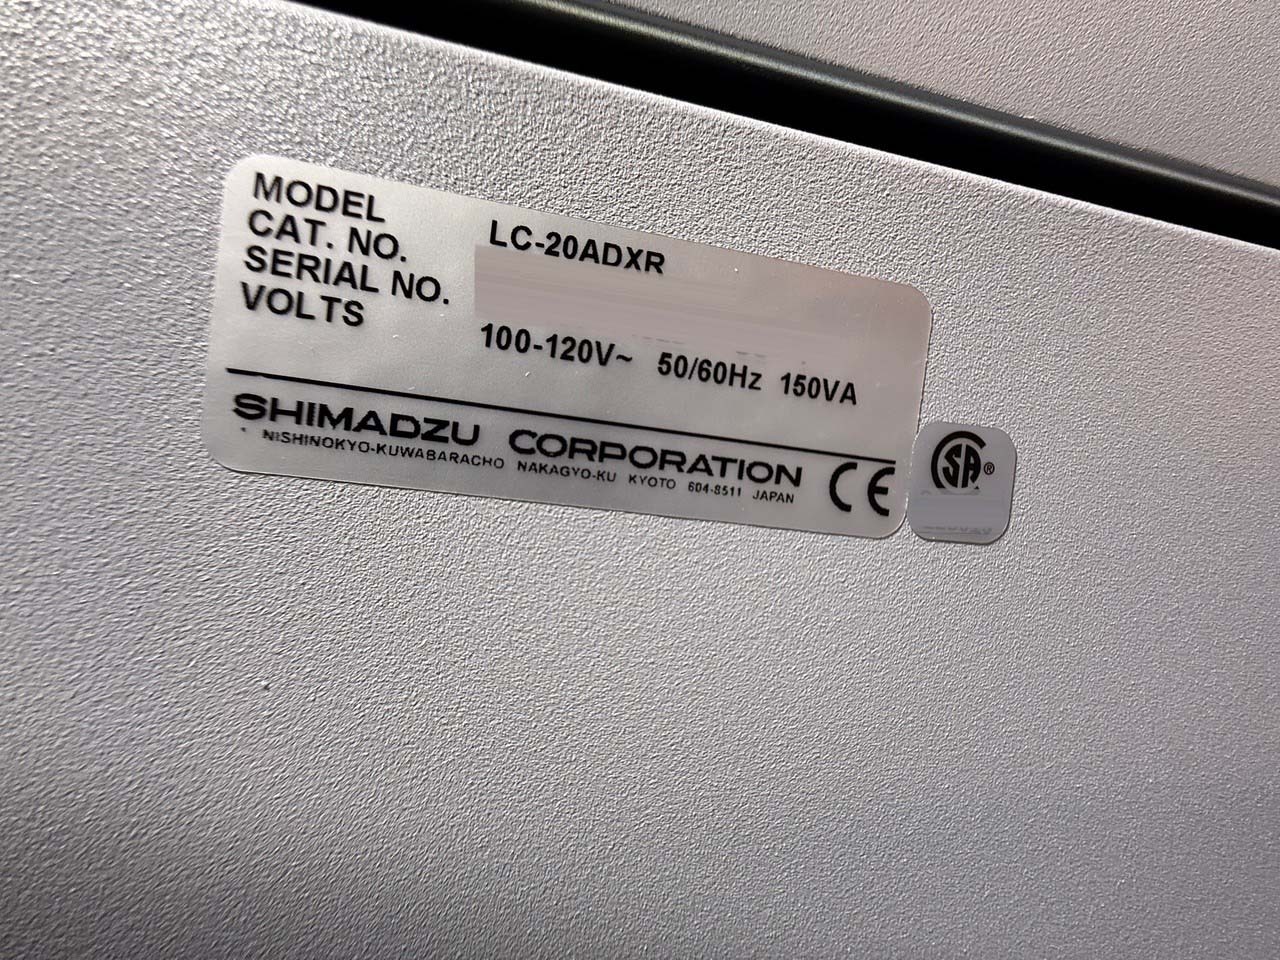 MODEL LC-20ADXR
CAT. NO.
SERIAL NO.
VOLTS 100-120V~ 50/60Hz 150VA
SHIMADZU CORPORATION
NISHINOKYO-KUWABARACHO NAKAGYO-KU KYOTO 604-8511 JAPAN
CE
SA®